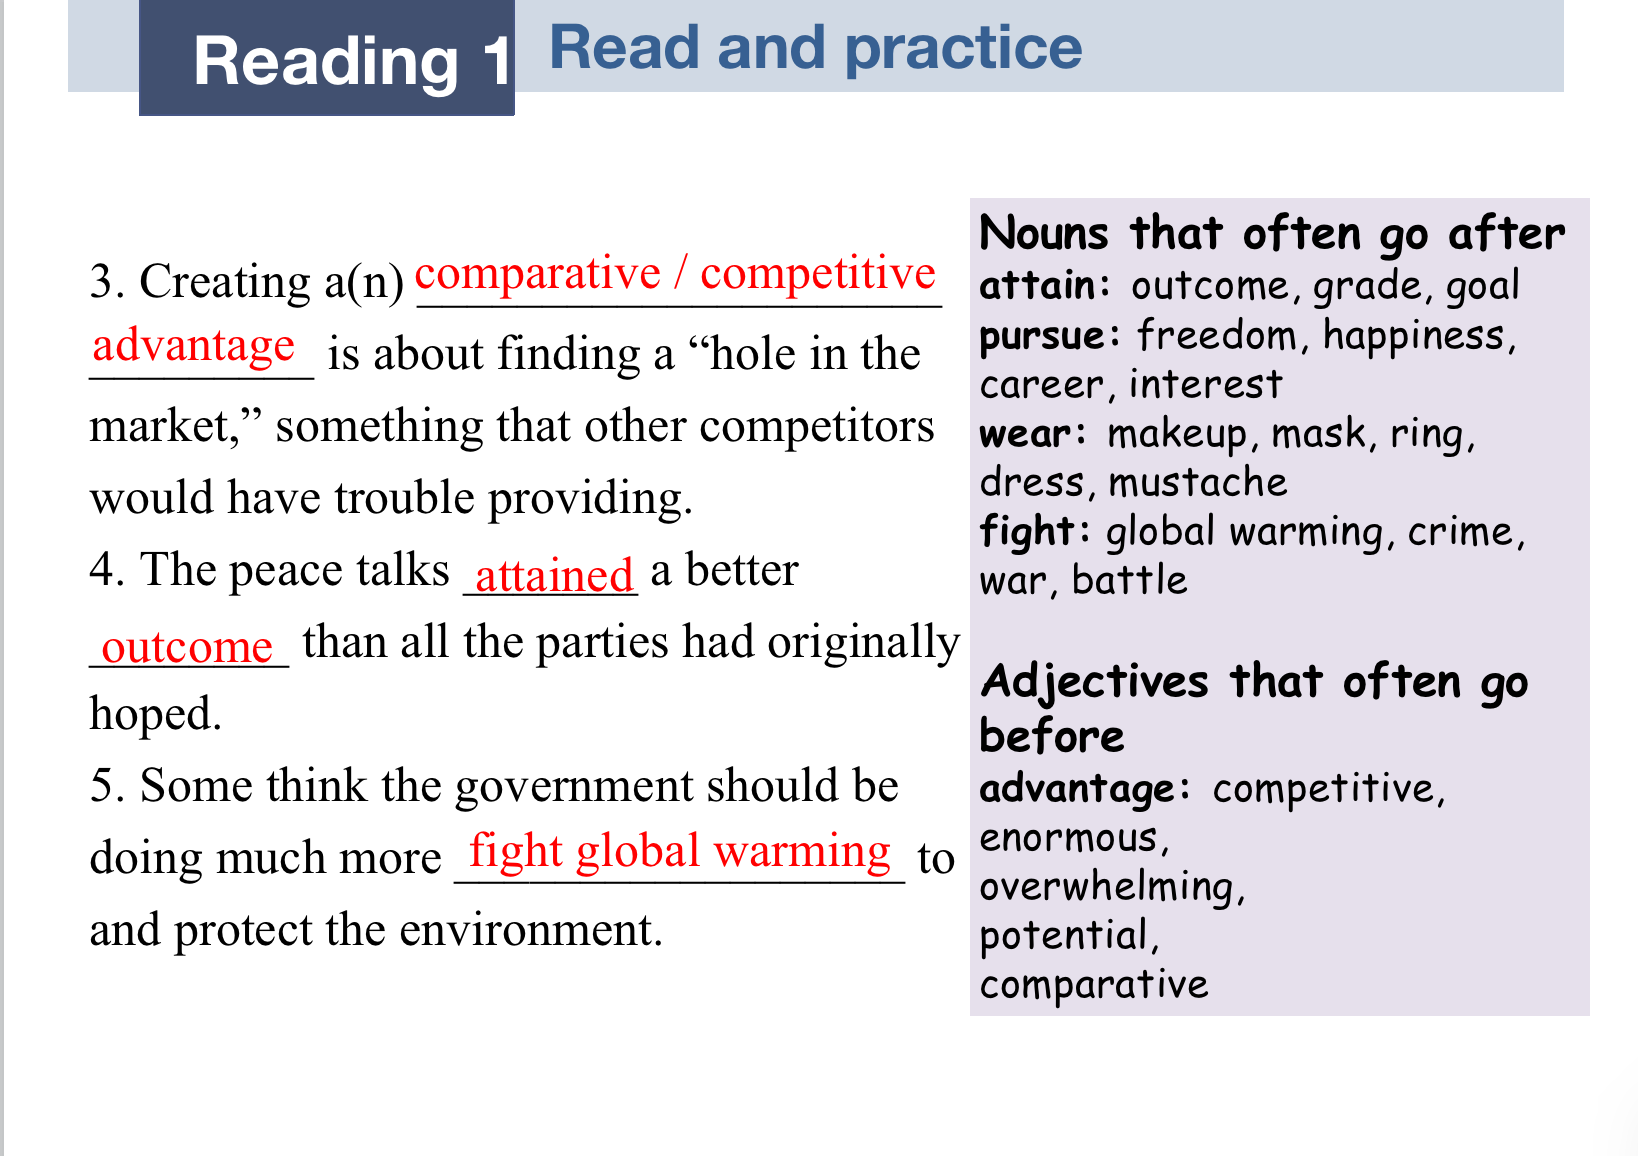 Reading 1
Read and practice
3. Creating a(n) comparative / competitive
advantage is about finding a “hole in the
market,” something that other competitors
would have trouble providing.
4. The peace talks attained a better
outcome than all the parties had originally
hoped.
5. Some think the government should be
doing much more fight global warming to
and protect the environment.
Nouns that often go after
attain: outcome, grade, goal
pursue: freedom, happiness,
career, interest
wear: makeup, mask, ring,
dress, mustache
fight: global warming, crime,
war, battle
Adjectives that often go
before
advantage: competitive,
enormous,
overwhelming,
potential,
comparative